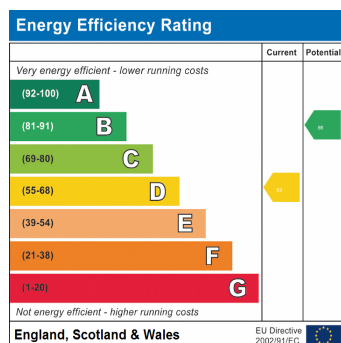 Energy Efficiency Rating
Current Potential
Very energy efficient - lower running costs
(92-100) A
(81-91) B
(69-80) C
(55-68) D
(39-54) E
(21-38) F
(1-20) G
Not energy efficient - higher running costs
England, Scotland & Wales
EU Directive
2002/91/EC